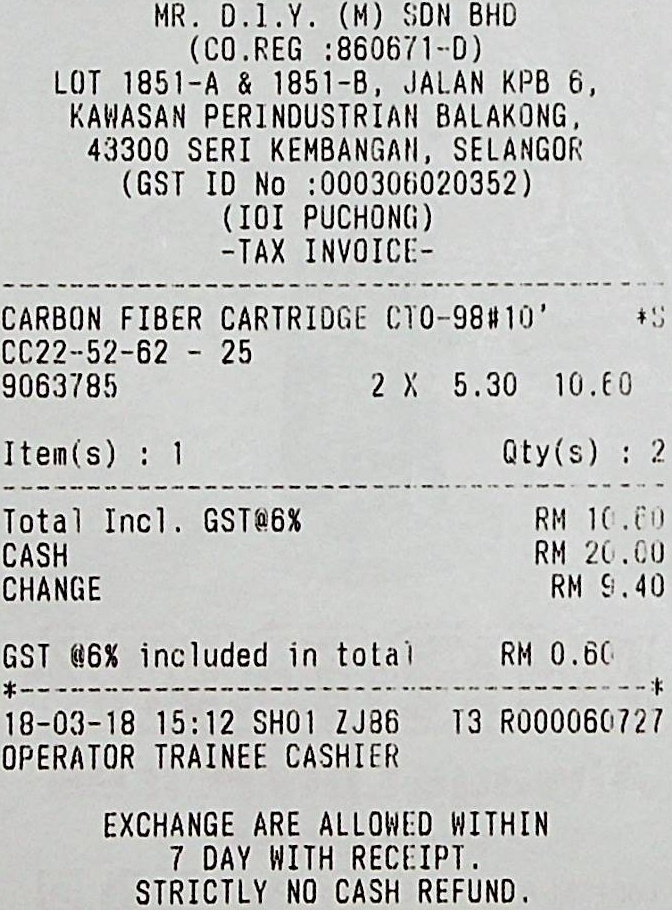 MR. D.I.Y. (M) SDN BHD
(CO.REG :860671-D)
LOT 1851-A & 1851-B, JALAN KPB 6,
KAWASAN PERINDUSTRIAN BALAKONG,
43300 SERI KEMBANGAN, SELANGOR
(GST ID No :000306020352)
(IOI PUCHONG)
-TAX INVOICE-
CARBON FIBER CARTRIDGE CTO-98#10' *S
CC22-52-62 - 25
9063785 2 X 5.30 10.60
Item(s) : 1 Qty(s) : 2
Total Incl. GST@6% RM 10.60
CASH RM 20.00
CHANGE RM 9.40
GST @6% included in total RM 0.60
18-03-18 15:12 SH01 ZJ86 T3 R000060727
OPERATOR TRAINEE CASHIER
EXCHANGE ARE ALLOWED WITHIN
7 DAY WITH RECEIPT.
STRICTLY NO CASH REFUND.